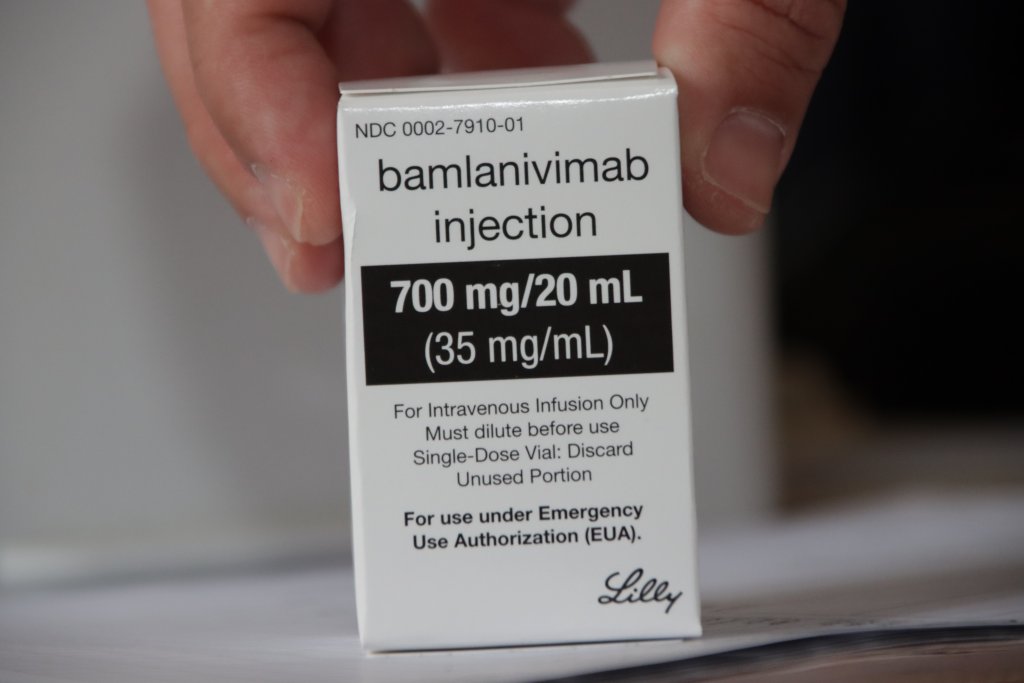 NDC 0002-7910-01
bamlanivimab
injection
700 mg/20 mL
(35 mg/mL)
For Intravenous Infusion Only
Must dilute before use
Single-Dose Vial: Discard
Unused Portion
For use under Emergency
Use Authorization (EUA).
Lilly